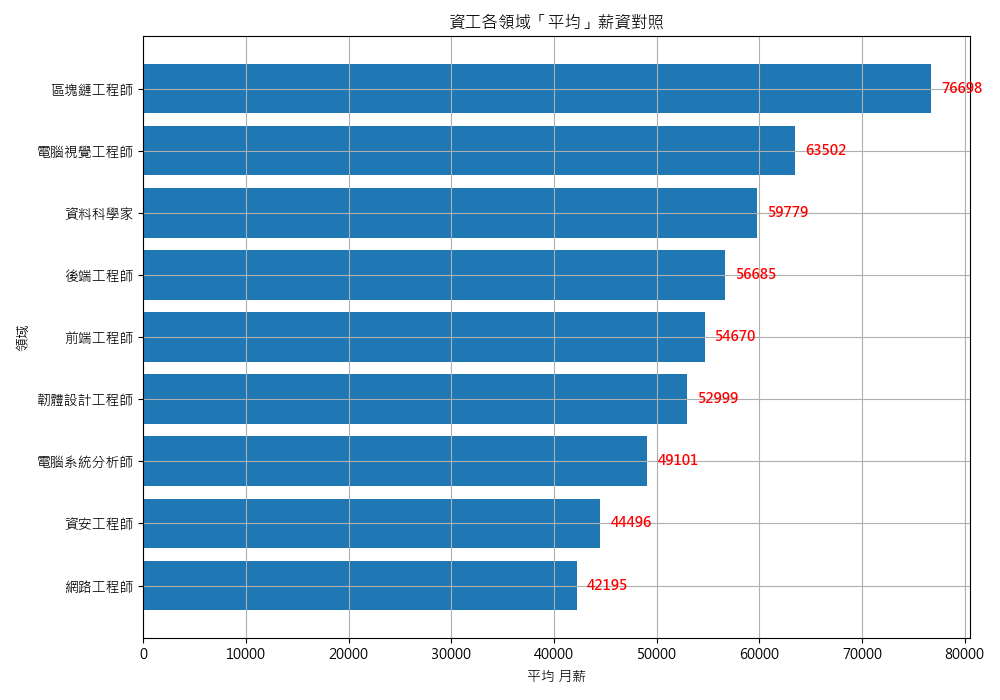 資工各領域「平均」薪資對照
區塊鏈工程師 76698
電腦視覺工程師 63502
資料科學家 59779
後端工程師 56685
前端工程師 54670
韌體設計工程師 52999
電腦系統分析師 49101
資安工程師 44496
網路工程師 42195
領域
0 10000 20000 30000 40000 50000 60000 70000 80000
平均 月薪